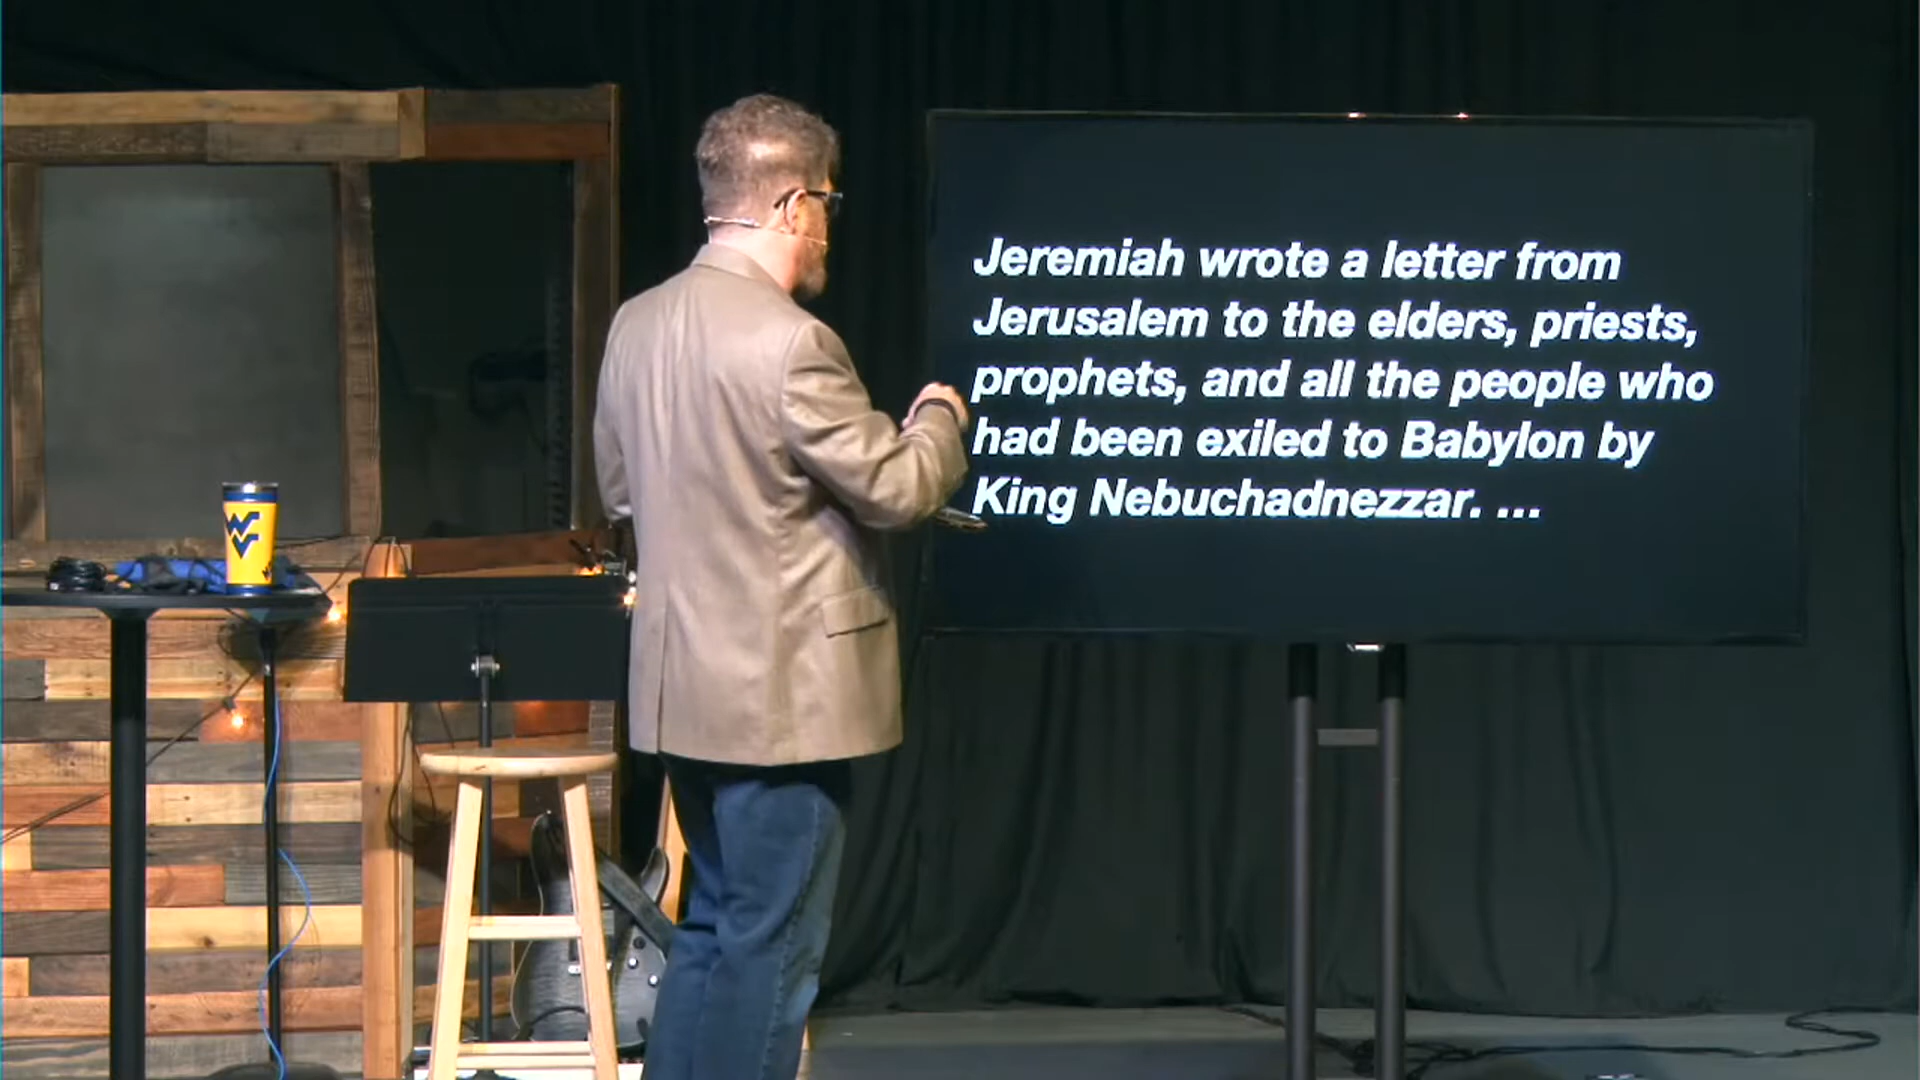 Jeremiah wrote a letter from
Jerusalem to the elders, priests,
prophets, and all the people who
had been exiled to Babylon by
King Nebuchadnezzar. ...
WV